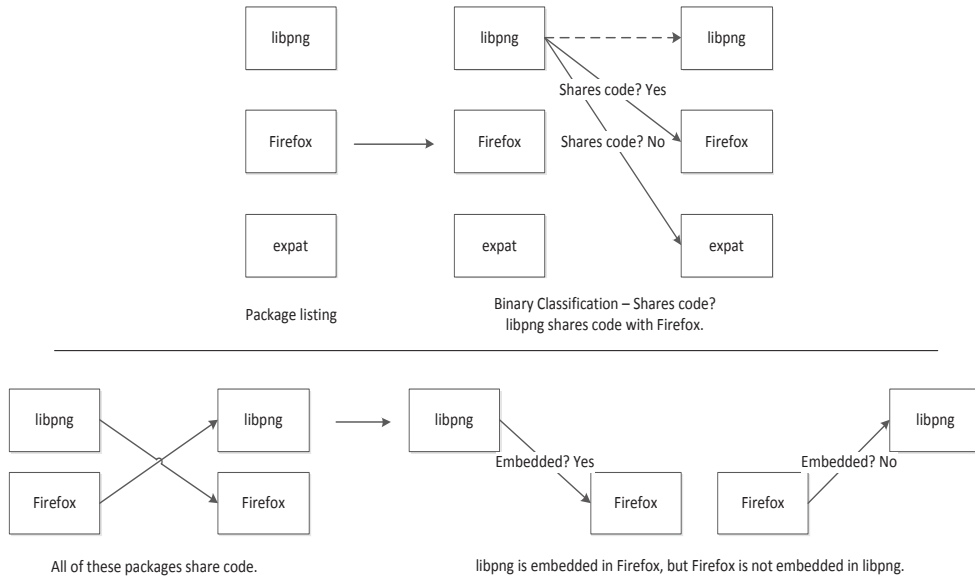 libpng
libpng
libpng
Shares code? Yes
Firefox
Shares code? No
Firefox
Firefox
expat
expat
expat
Package listing
Binary Classification – Shares code?
libpng shares code with Firefox.
libpng
libpng
libpng
libpng
Embedded? Yes
Embedded? No
Firefox
Firefox
Firefox
Firefox
All of these packages share code.
libpng is embedded in Firefox, but Firefox is not embedded in libpng.